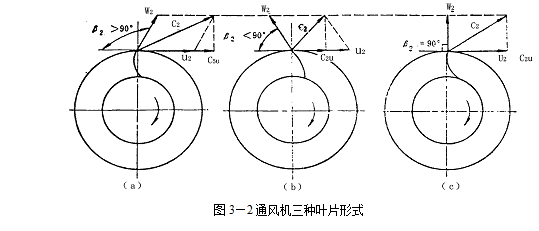 β₂ >90° W₂ C₂ U₂ C₂ᵤ
W₂ β₂ <90° C₂ C₂U U₂
W₂ β₂ =90° C₂ U₂ C₂U
(a) (b) (c)
图3—2通风机三种叶片形式